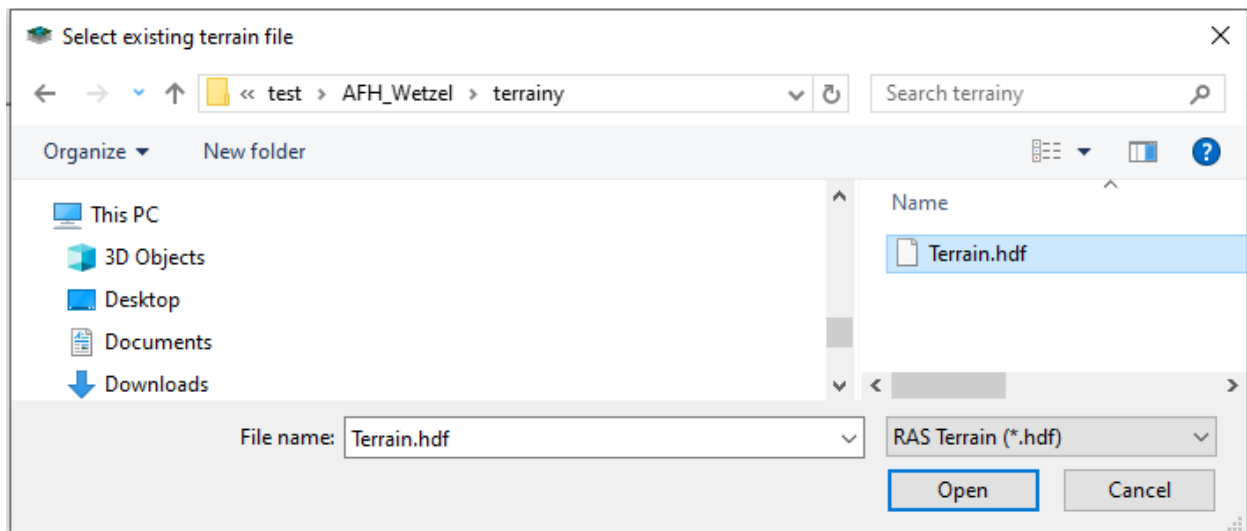 Select existing terrain file
« test › AFH_Wetzel › terrainy
Search terrainy
Organize
New folder
This PC
3D Objects
Desktop
Documents
Downloads
Name
Terrain.hdf
File name: Terrain.hdf
RAS Terrain (*.hdf)
Open
Cancel